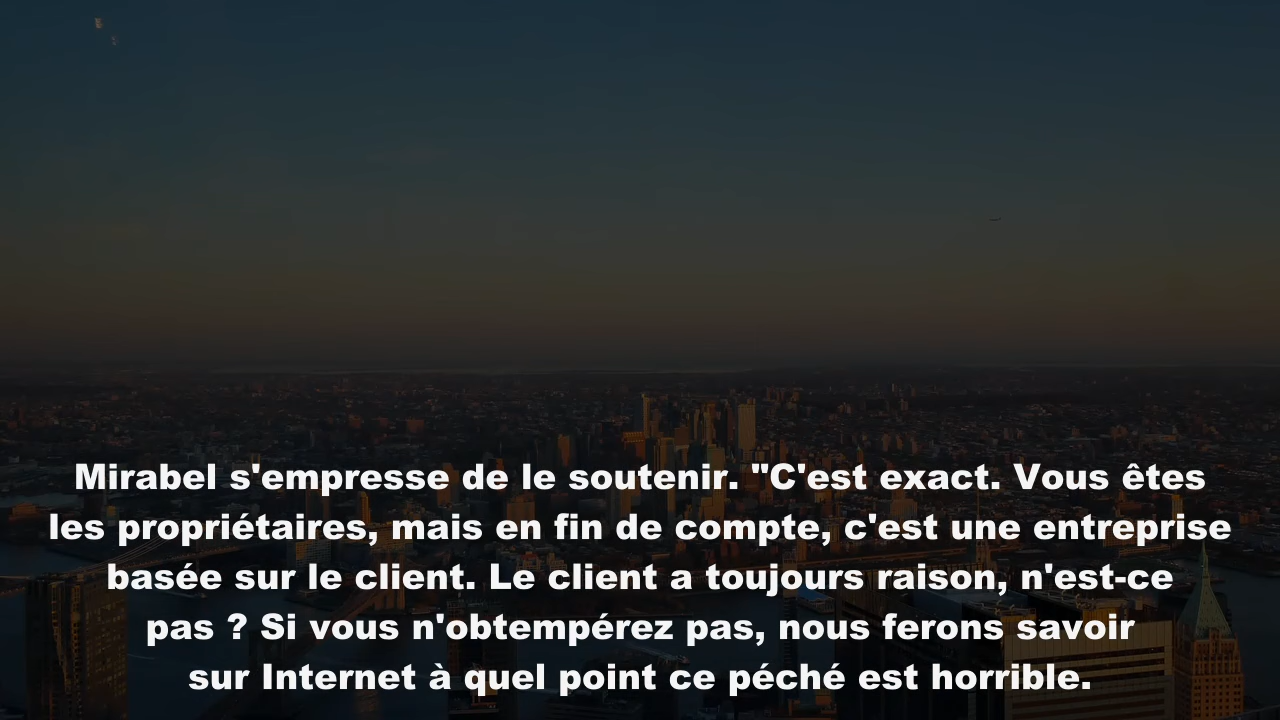 Mirabel s'empresse de le soutenir. "C'est exact. Vous êtes
les propriétaires, mais en fin de compte, c'est une entreprise
basée sur le client. Le client a toujours raison, n'est-ce
pas ? Si vous n'obtempérez pas, nous ferons savoir
sur Internet à quel point ce péché est horrible.